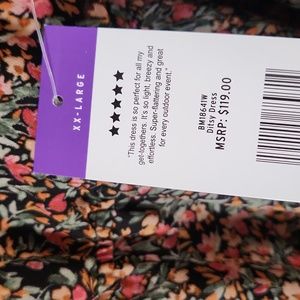 XX-LARGE
"This dress is so perfect for all my
get-togethers. It's so light, breezy and
effortless. Super-flattering and great
for every outdoor event."
BM18641W
Ditsy Dress
MSRP: $119.00